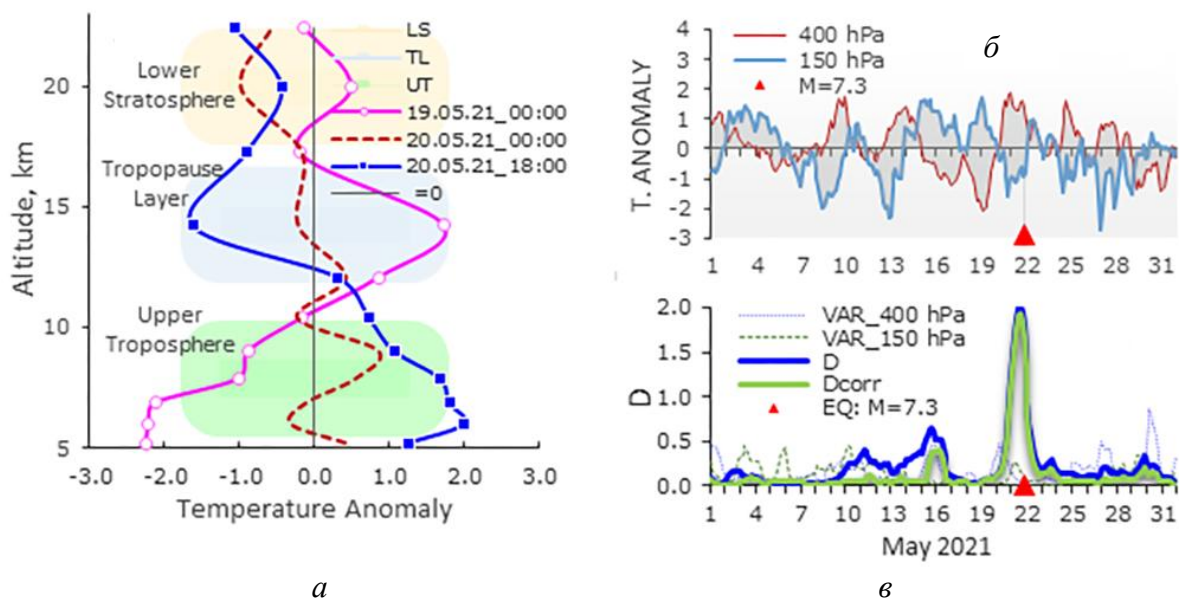 Altitude, km
20
15
10
5
Lower
Stratosphere
Tropopause
Layer
Upper
Troposphere
LS
TL
UT
19.05.21_00:00
20.05.21_00:00
20.05.21_18:00
=0
-3.0 -2.0 -1.0 0.0 1.0 2.0 3.0
Temperature Anomaly
а
T. ANOMALY
4
3
2
1
0
-1
-2
-3
400 hPa
150 hPa
M=7.3
б
1 4 7 10 13 16 19 22 25 28 31
D
2.0
1.5
1.0
0.5
0.0
VAR_400 hPa
VAR_150 hPa
D
Dcorr
EQ: M=7.3
1 4 7 10 13 16 19 22 25 28 31
May 2021
в